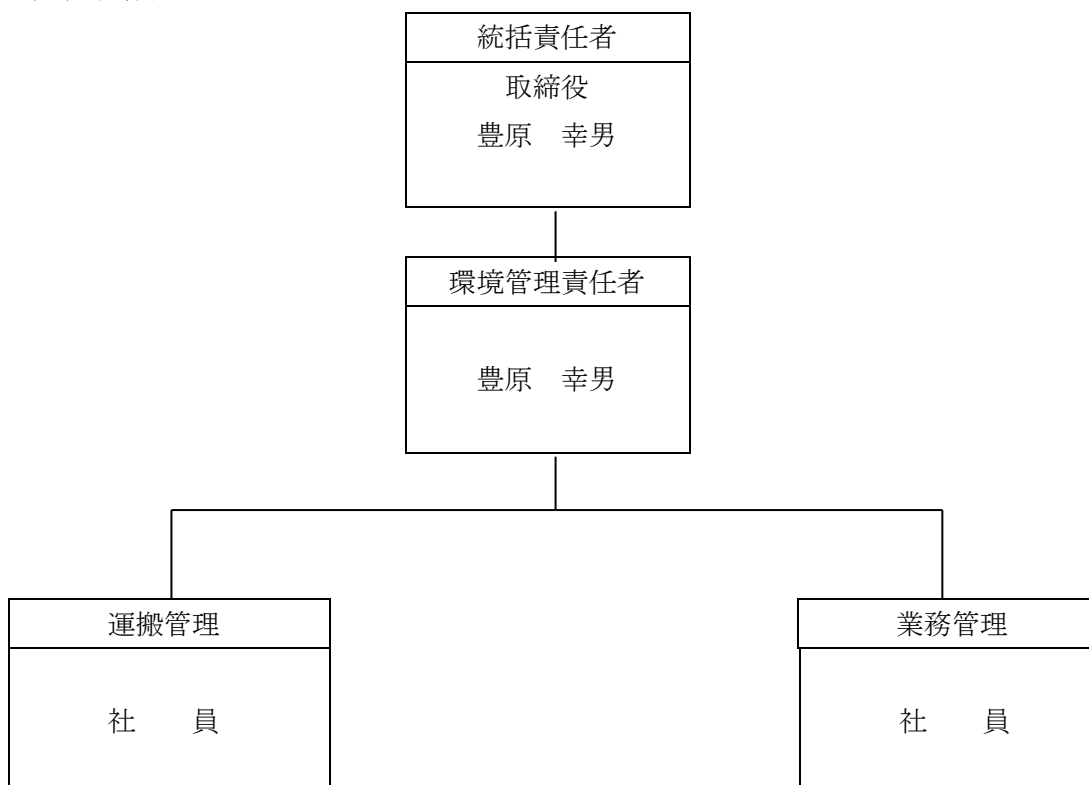 統括責任者
取締役
豊原　幸男
環境管理責任者
豊原　幸男
運搬管理
業務管理
社　　員
社　　員